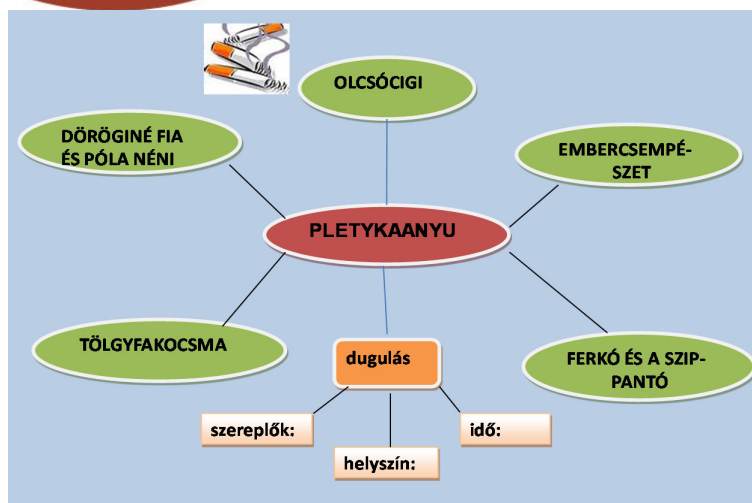 OLCSÓCIGI
DÖRÖGINÉ FIA
ÉS PÓLA NÉNI
EMBERCSEMPÉ-
SZET
PLETYKAANYU
TÖLGYFAKOCSMA
dugulás
FERKÓ ÉS A SZIP-
PANTÓ
szereplők:
idő:
helyszín: